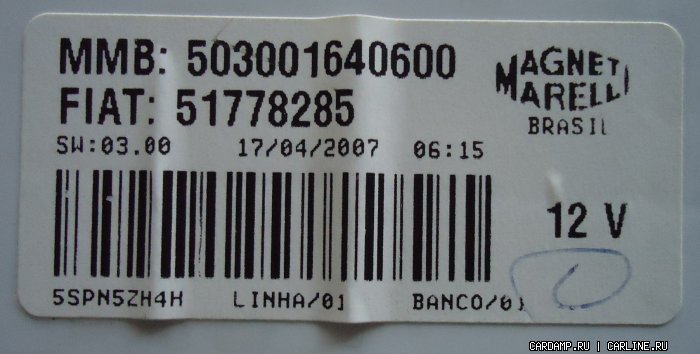 MMB: 503001640600
FIAT: 51778285
MAGNETI
MARELLI
BRASIL
SW:03.00 17/04/2007 06:15
12 V
5SPN5ZH4H LINHA/01 BANCO/01
CARDAMP.RU | CARLINE.RU